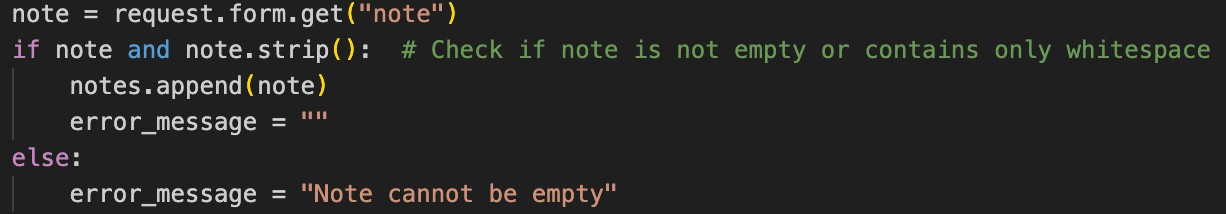 note = request.form.get("note")
if note and note.strip():  # Check if note is not empty or contains only whitespace
    notes.append(note)
    error_message = ""
else:
    error_message = "Note cannot be empty"